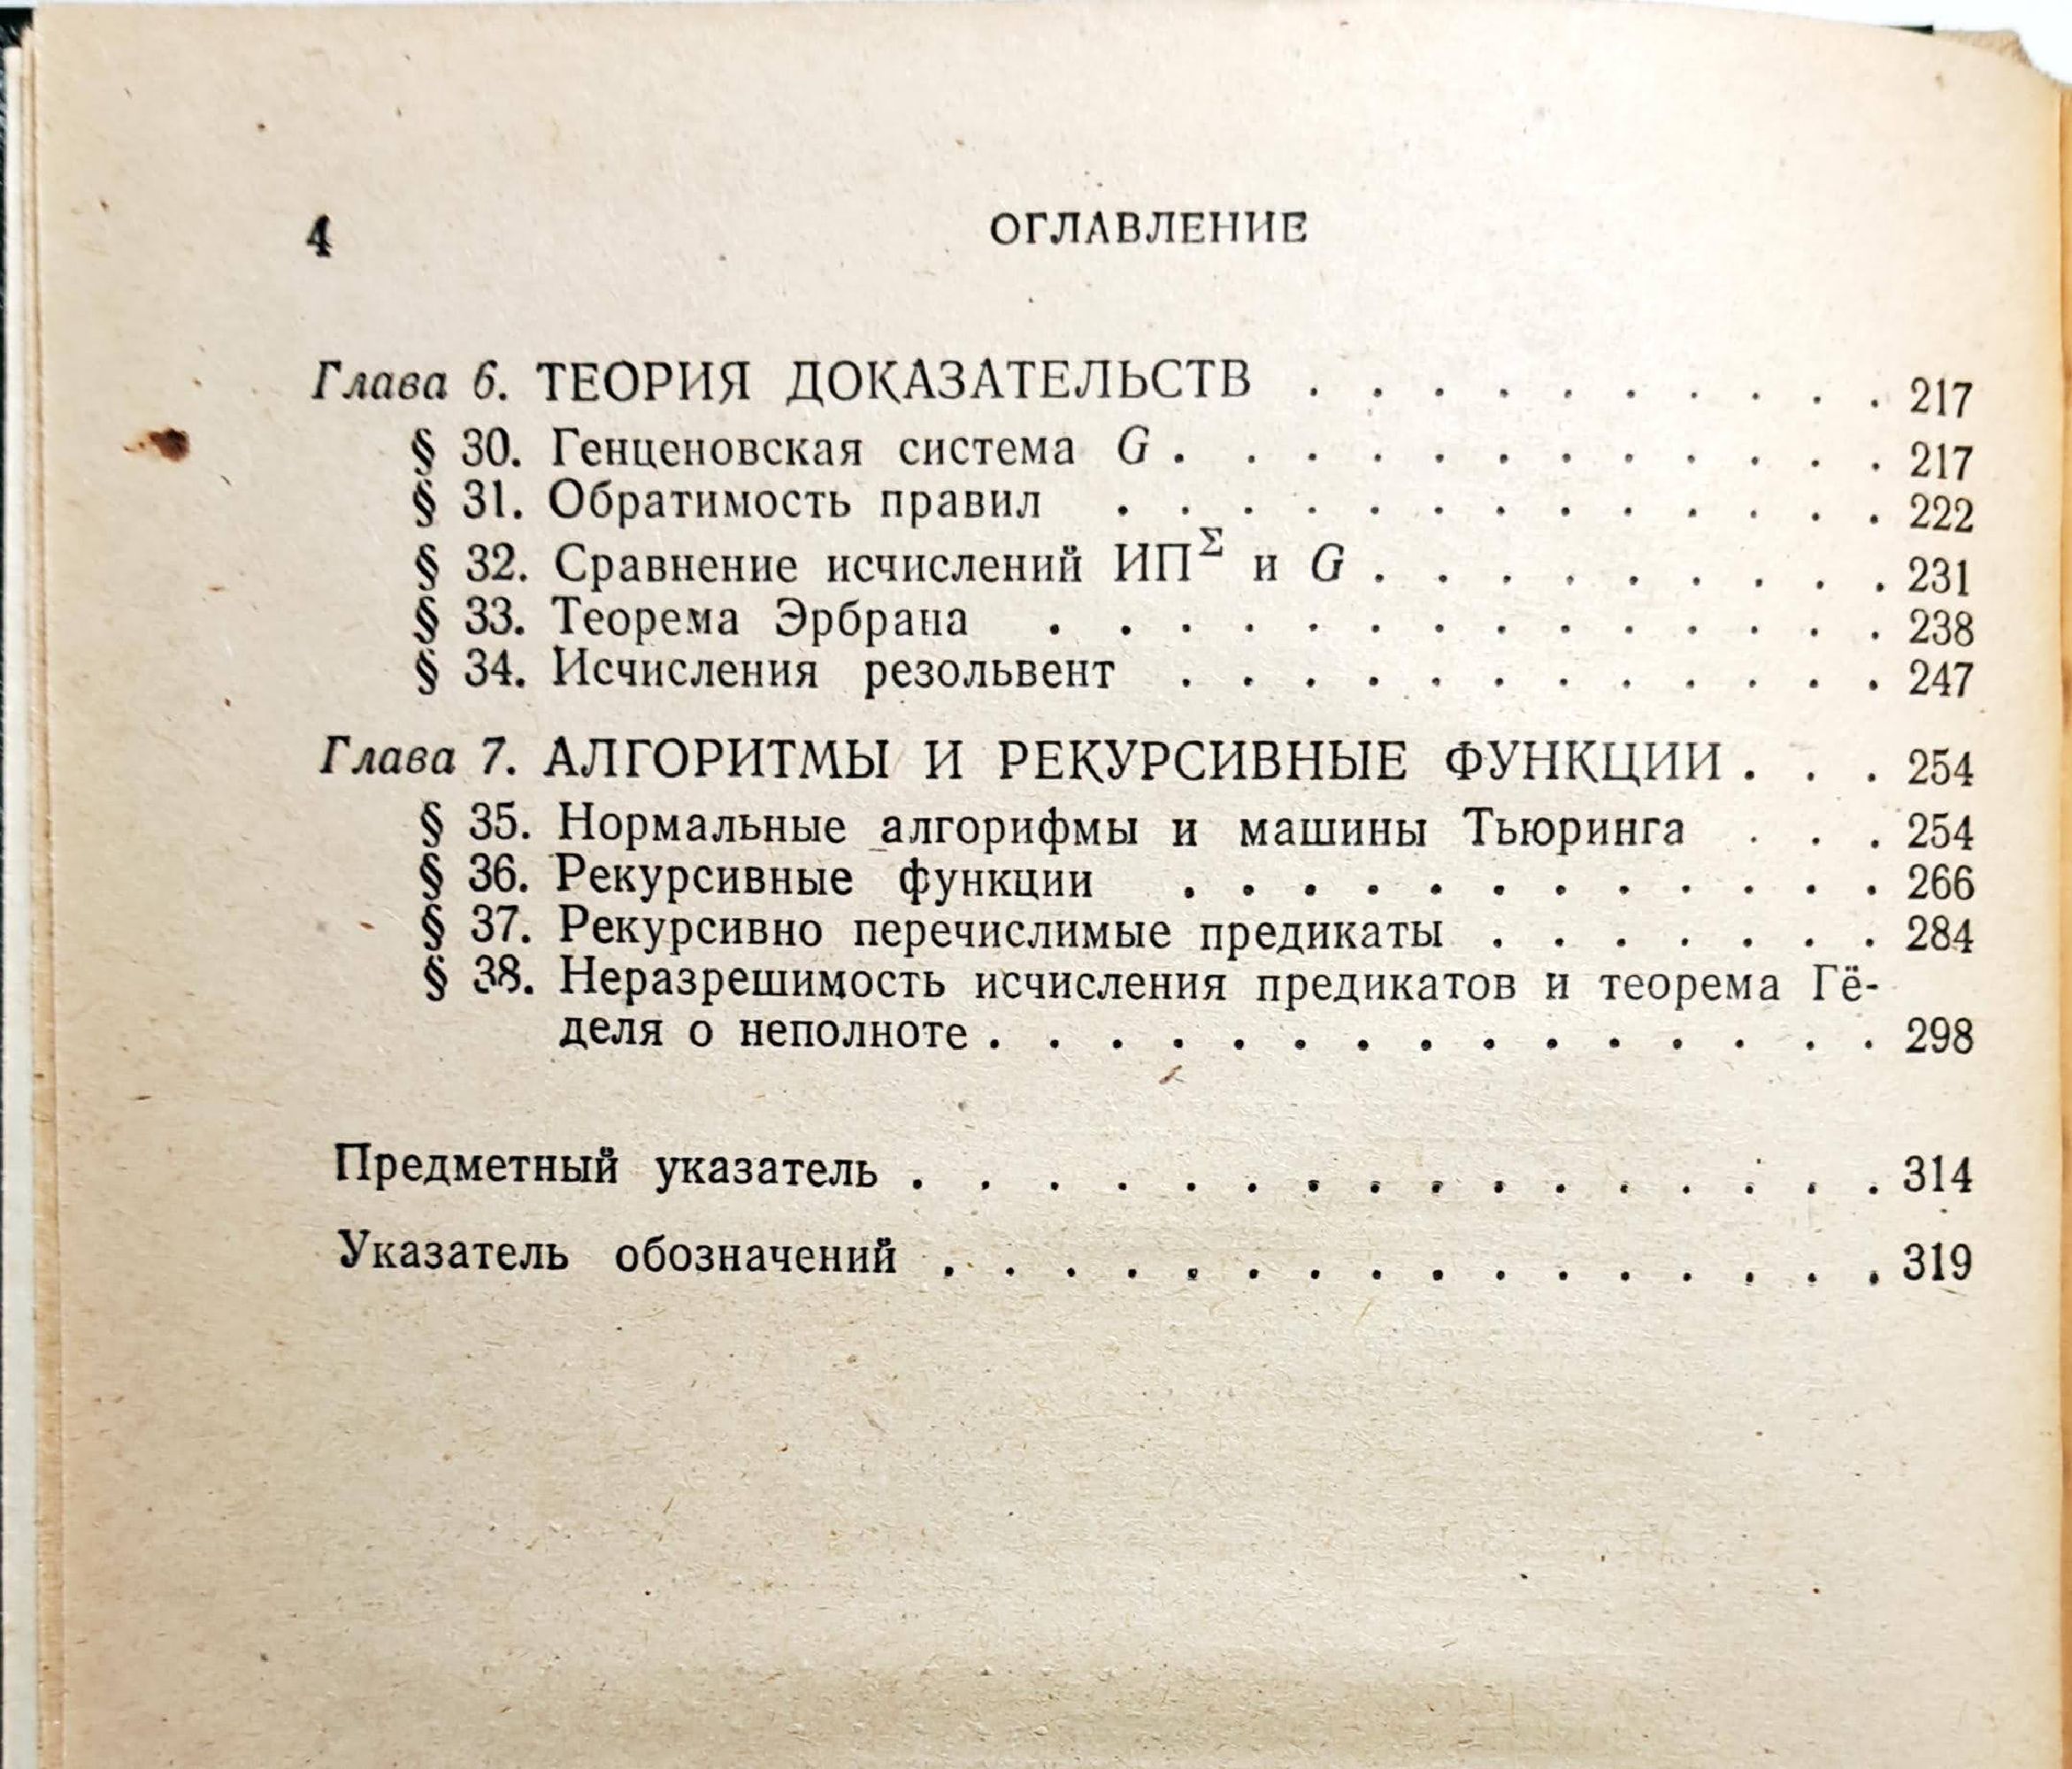 4 ОГЛАВЛЕНИЕ
Глава 6. ТЕОРИЯ ДОКАЗАТЕЛЬСТВ . . . . . . . . . . 217
§ 30. Генценовская система G . . . . . . . . . . . . 217
§ 31. Обратимость правил . . . . . . . . . . . . . 222
§ 32. Сравнение исчислений ИП^Σ и G . . . . . . . . . 231
§ 33. Теорема Эрбрана . . . . . . . . . . . . . . 238
§ 34. Исчисления резольвент . . . . . . . . . . . . 247
Глава 7. АЛГОРИТМЫ И РЕКУРСИВНЫЕ ФУНКЦИИ . . . 254
§ 35. Нормальные алгорифмы и машины Тьюринга . . . 254
§ 36. Рекурсивные функции . . . . . . . . . . . . 266
§ 37. Рекурсивно перечислимые предикаты . . . . . . . 284
§ 38. Неразрешимость исчисления предикатов и теорема Гё-
деля о неполноте . . . . . . . . . . . . . . . 298
Предметный указатель . . . . . . . . . . . . . . . . 314
Указатель обозначений . . . . . . . . . . . . . . . . 319